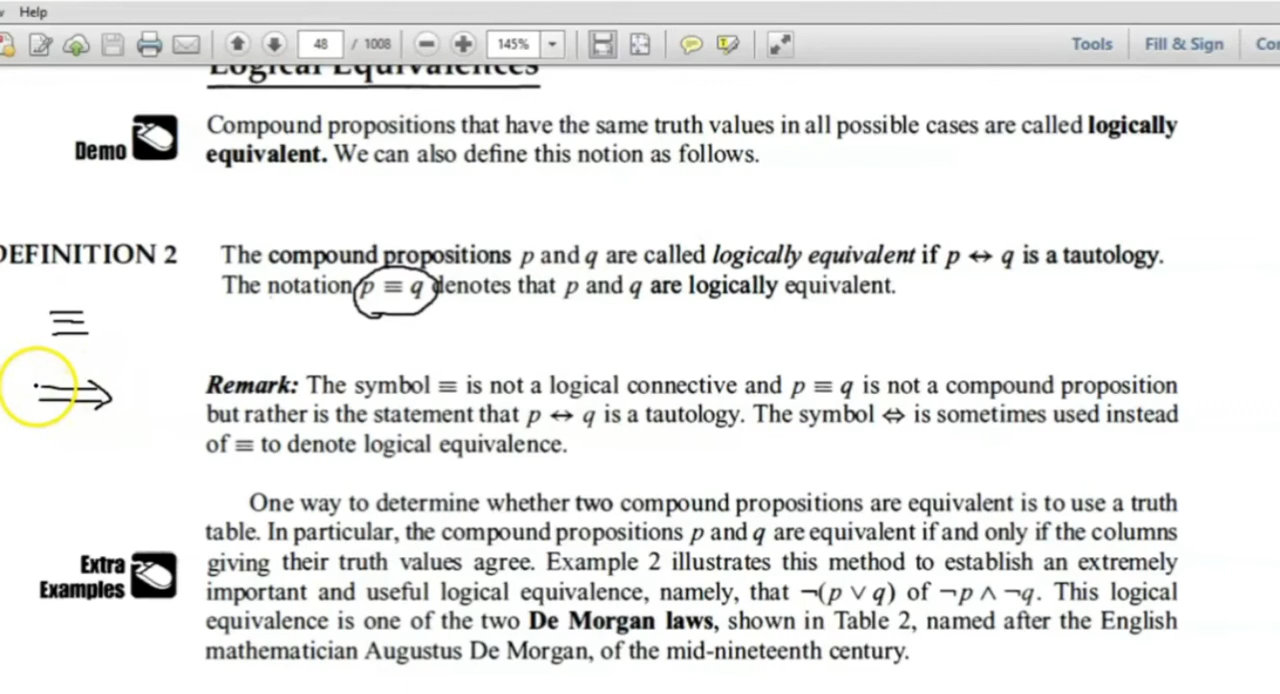 Help
48 / 1008
145%
Tools
Fill & Sign
Logical Equivalences
Demo
Compound propositions that have the same truth values in all possible cases are called logically
equivalent. We can also define this notion as follows.
DEFINITION 2
The compound propositions p and q are called logically equivalent if p ↔ q is a tautology.
The notation p ≡ q denotes that p and q are logically equivalent.
≡
⇒
Remark: The symbol ≡ is not a logical connective and p ≡ q is not a compound proposition
but rather is the statement that p ↔ q is a tautology. The symbol ⇔ is sometimes used instead
of ≡ to denote logical equivalence.
One way to determine whether two compound propositions are equivalent is to use a truth
table. In particular, the compound propositions p and q are equivalent if and only if the columns
Extra
Examples
giving their truth values agree. Example 2 illustrates this method to establish an extremely
important and useful logical equivalence, namely, that ¬(p ∨ q) of ¬p ∧ ¬q. This logical
equivalence is one of the two De Morgan laws, shown in Table 2, named after the English
mathematician Augustus De Morgan, of the mid-nineteenth century.